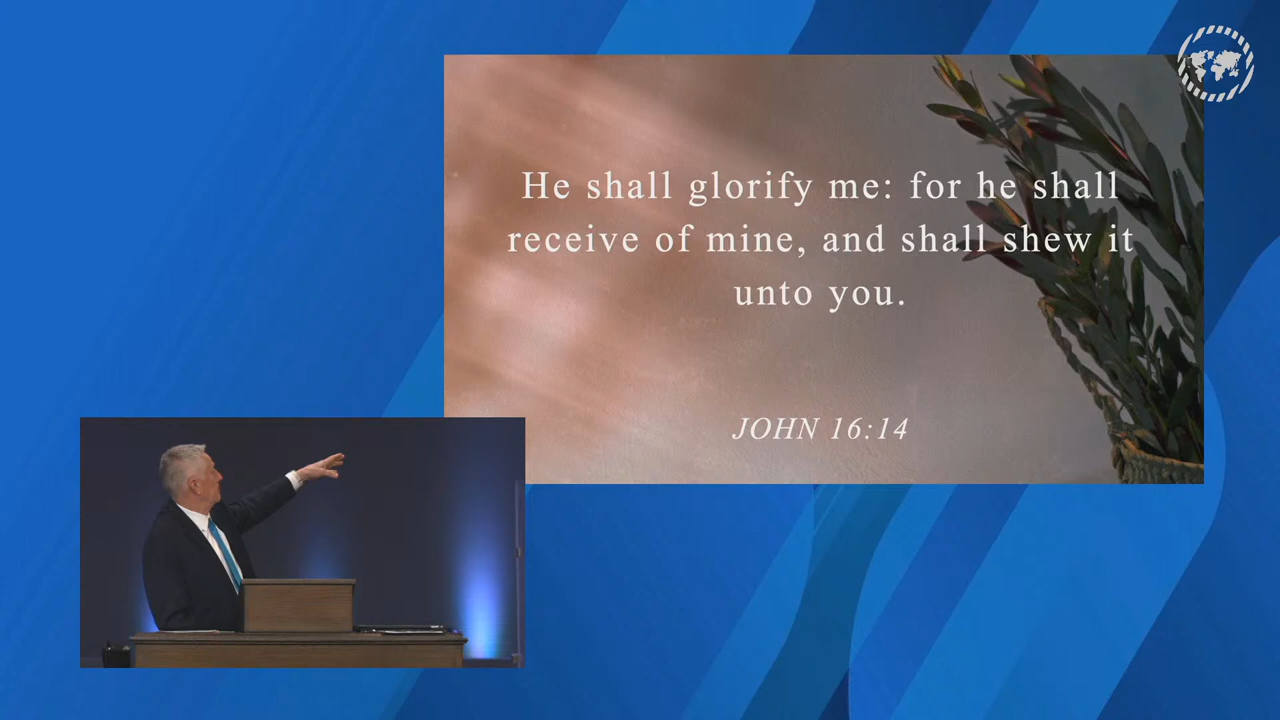 He shall glorify me: for he shall
receive of mine, and shall shew it
unto you.
JOHN 16:14